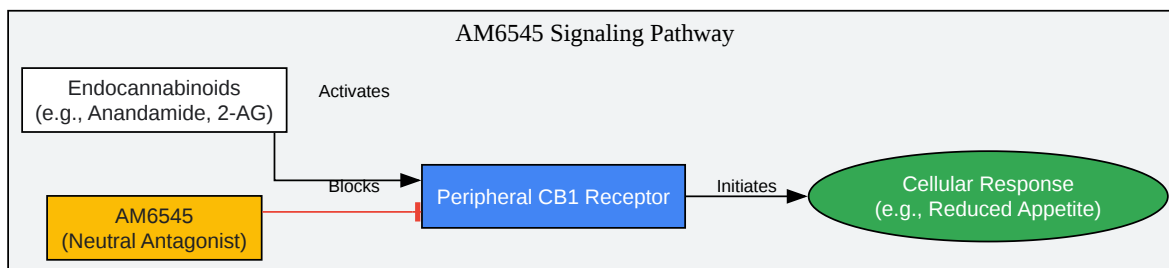 AM6545 Signaling Pathway
Endocannabinoids
(e.g., Anandamide, 2-AG)
Activates
Blocks
AM6545
(Neutral Antagonist)
Peripheral CB1 Receptor
Initiates
Cellular Response
(e.g., Reduced Appetite)